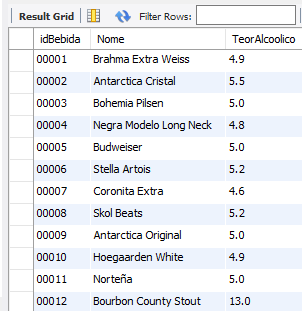 Result Grid Filter Rows:
idBebida Nome TeorAlcoolico
00001 Brahma Extra Weiss 4.9
00002 Antarctica Cristal 5.5
00003 Bohemia Pilsen 5.0
00004 Negra Modelo Long Neck 4.8
00005 Budweiser 5.0
00006 Stella Artois 5.2
00007 Coronita Extra 4.6
00008 Skol Beats 5.2
00009 Antarctica Original 5.0
00010 Hoegaarden White 4.9
00011 Norteña 5.0
00012 Bourbon County Stout 13.0